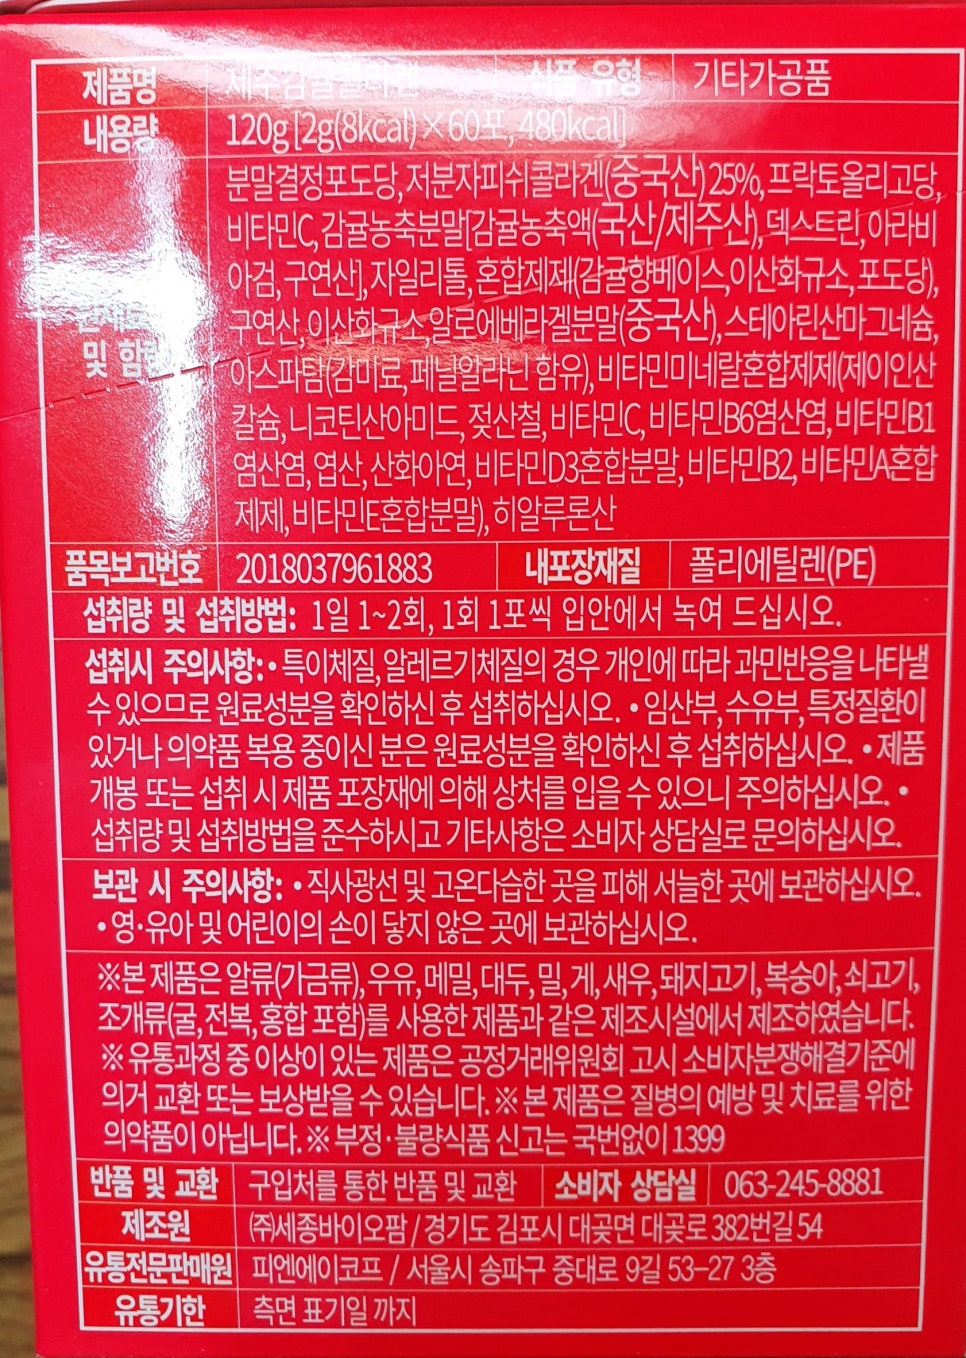 제품명 제주감귤콜라겐 식품 유형 기타가공품
내용량 120g [2g(8kcal)×60포, 480kcal]
분말결정포도당, 저분자피쉬콜라겐(중국산) 25%, 프락토올리고당,
비타민C, 감귤농축분말[감귤농축액(국산/제주산), 덱스트린, 아라비
아검, 구연산], 자일리톨, 혼합제제(감귤향베이스, 이산화규소, 포도당),
구연산, 이산화규소, 알로에베라겔분말(중국산), 스테아린산마그네슘,
및 함량 아스파탐(감미료, 페닐알라닌 함유), 비타민미네랄혼합제제(제이인산
칼슘, 니코틴산아미드, 젖산철, 비타민C, 비타민B6염산염, 비타민B1
염산염, 엽산, 산화아연, 비타민D3혼합분말, 비타민B2, 비타민A혼합
제제, 비타민E혼합분말), 히알루론산
품목보고번호 2018037961883 내포장재질 폴리에틸렌(PE)
섭취량 및 섭취방법: 1일 1~2회, 1회 1포씩 입안에서 녹여 드십시오.
섭취시 주의사항: • 특이체질, 알레르기체질의 경우 개인에 따라 과민반응을 나타낼
수 있으므로 원료성분을 확인하신 후 섭취하십시오. • 임산부, 수유부, 특정질환이
있거나 의약품 복용 중이신 분은 원료성분을 확인하신 후 섭취하십시오. • 제품
개봉 또는 섭취 시 제품 포장재에 의해 상처를 입을 수 있으니 주의하십시오. •
섭취량 및 섭취방법을 준수하시고 기타사항은 소비자 상담실로 문의하십시오.
보관 시 주의사항: • 직사광선 및 고온다습한 곳을 피해 서늘한 곳에 보관하십시오.
• 영·유아 및 어린이의 손이 닿지 않은 곳에 보관하십시오.
※본 제품은 알류(가금류), 우유, 메밀, 대두, 밀, 게, 새우, 돼지고기, 복숭아, 쇠고기,
조개류(굴, 전복, 홍합 포함)를 사용한 제품과 같은 제조시설에서 제조하였습니다.
※ 유통과정 중 이상이 있는 제품은 공정거래위원회 고시 소비자분쟁해결기준에
의거 교환 또는 보상받을 수 있습니다. ※ 본 제품은 질병의 예방 및 치료를 위한
의약품이 아닙니다. ※ 부정·불량식품 신고는 국번없이 1399
반품 및 교환 구입처를 통한 반품 및 교환 소비자 상담실 063-245-8881
제조원 ㈜세종바이오팜 / 경기도 김포시 대곶면 대곶로 382번길 54
유통전문판매원 피엔에이코프 / 서울시 송파구 중대로 9길 53-27 3층
유통기한 측면 표기일 까지